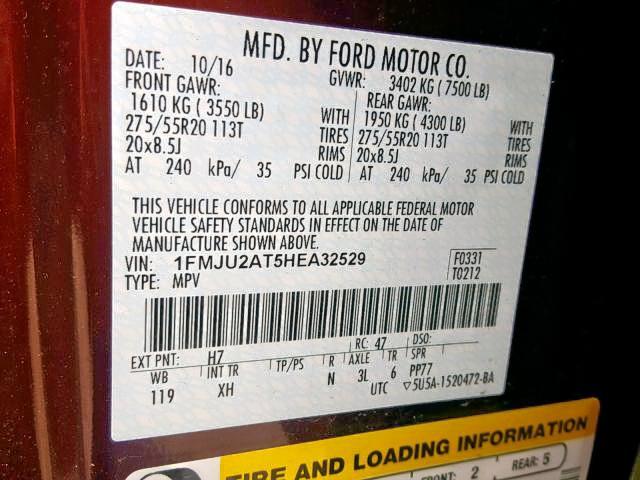 MFD. BY FORD MOTOR CO.
DATE: 10/16 GVWR: 3402 KG (7500 LB)
FRONT GAWR: REAR GAWR:
1610 KG (3550 LB) WITH 1950 KG (4300 LB) WITH
275/55R20 113T TIRES 275/55R20 113T TIRES
20x8.5J RIMS 20x8.5J RIMS
AT 240 kPa/ 35 PSI COLD AT 240 kPa/ 35 PSI COLD
THIS VEHICLE CONFORMS TO ALL APPLICABLE FEDERAL MOTOR
VEHICLE SAFETY STANDARDS IN EFFECT ON THE DATE OF
MANUFACTURE SHOWN ABOVE.
VIN: 1FMJU2AT5HEA32529 F0331
TYPE: MPV T0212
EXT PNT: H7 RC: 47 DSO:
WB INT TR TP/PS R AXLE TR SPR
119 XH N 3L 6 PP77
UTC ▽5U5A-1520472-BA
TIRE AND LOADING INFORMATION
FRONT: 2 REAR: 5